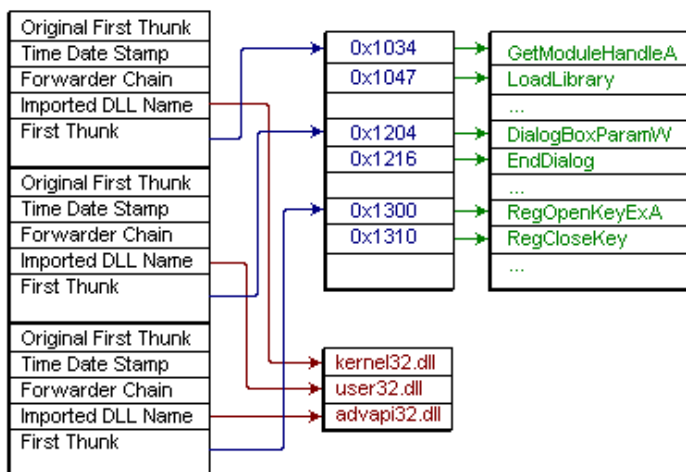 Original First Thunk
Time Date Stamp
Forwarder Chain
Imported DLL Name
First Thunk
Original First Thunk
Time Date Stamp
Forwarder Chain
Imported DLL Name
First Thunk
Original First Thunk
Time Date Stamp
Forwarder Chain
Imported DLL Name
First Thunk
0x1034
0x1047
0x1204
0x1216
0x1300
0x1310
GetModuleHandleA
LoadLibrary
...
DialogBoxParamW
EndDialog
...
RegOpenKeyExA
RegCloseKey
...
kernel32.dll
user32.dll
advapi32.dll